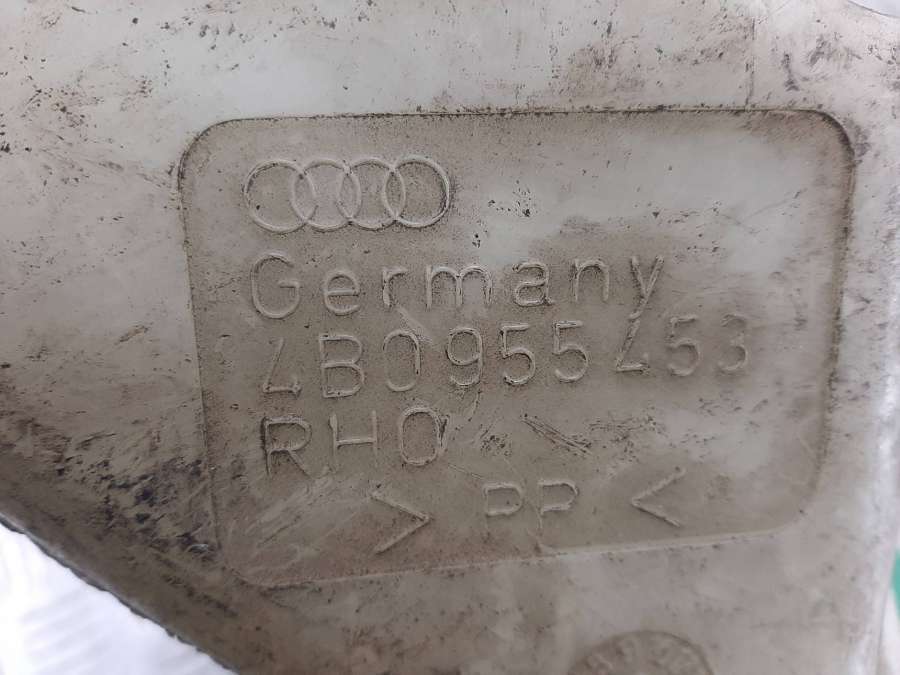 Germany
4B0955453
RHO
> PP <